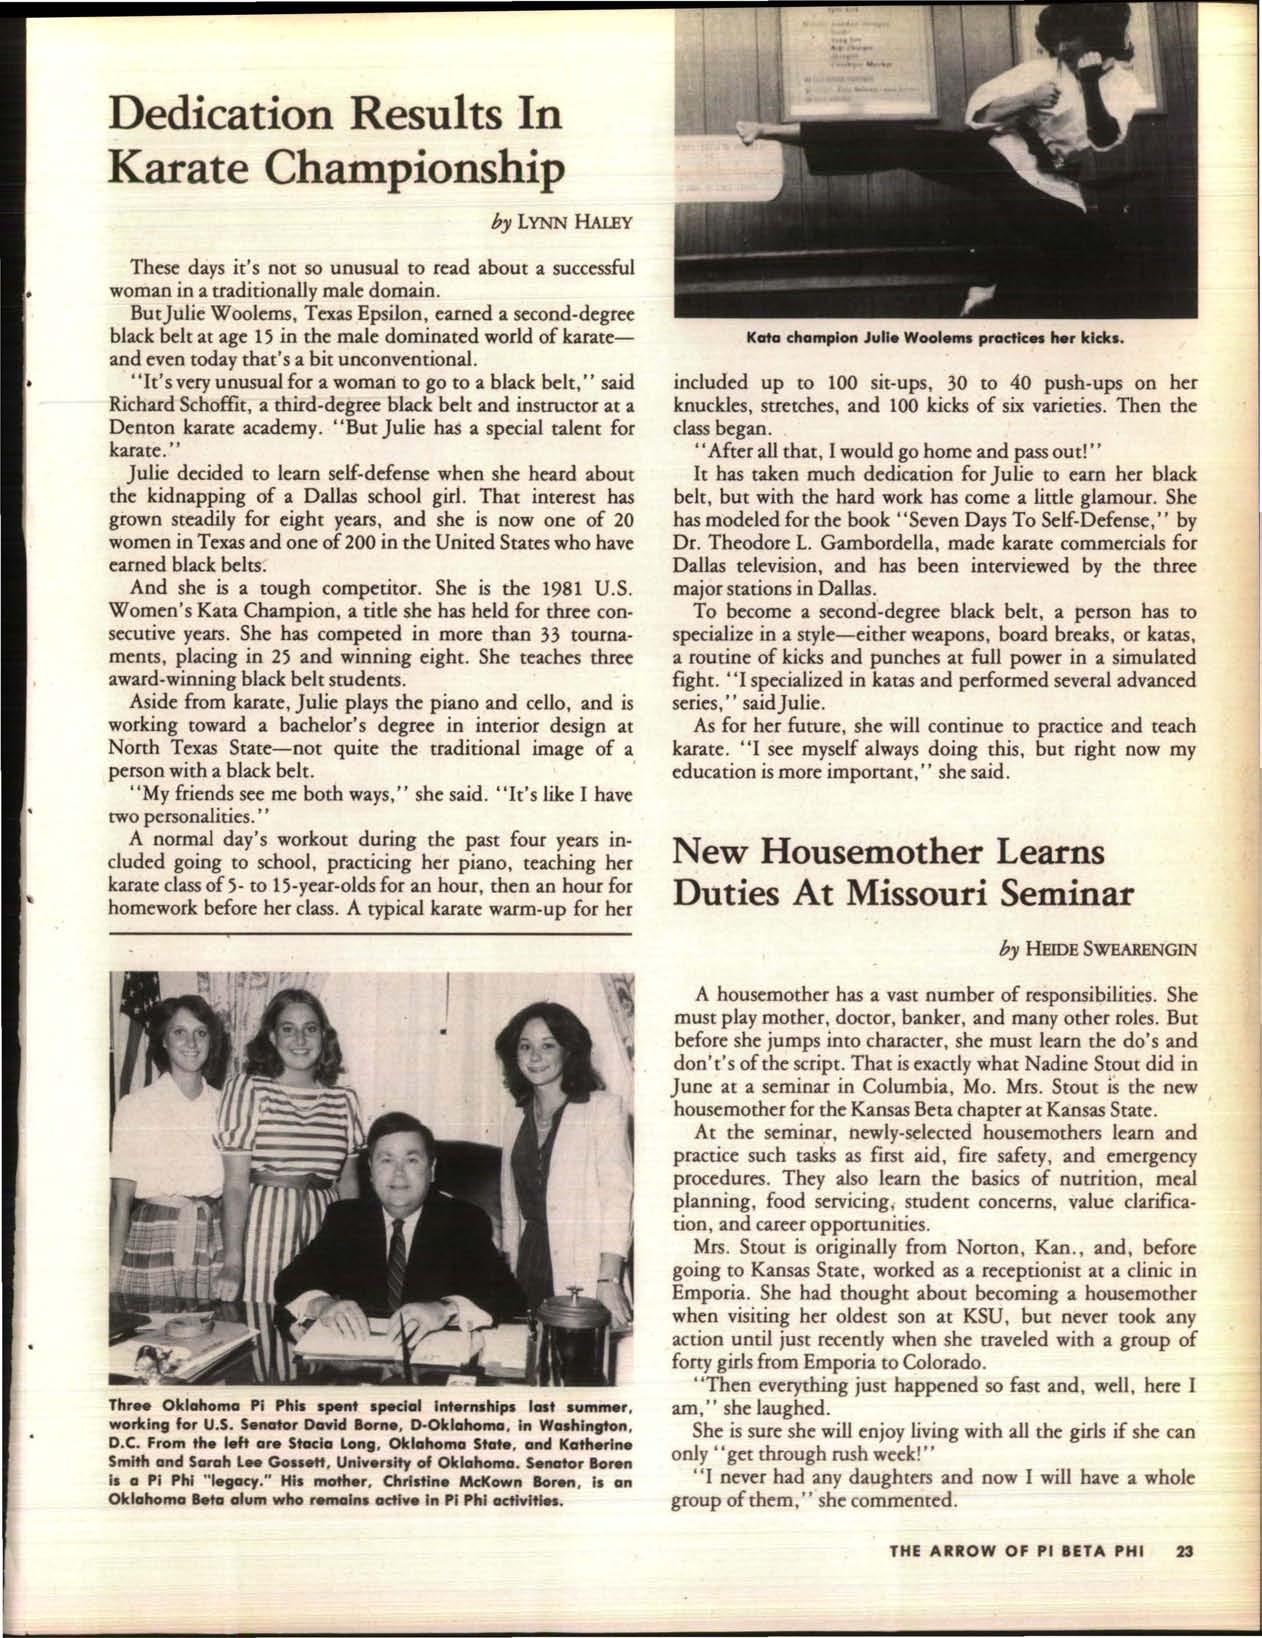 Dedication Results In
Karate Championship
by LYNN HALEY
These days it's not so unusual to read about a successful
woman in a traditionally male domain.
But Julie Woolems, Texas Epsilon, earned a second-degree
black belt at age 15 in the male dominated world of karate—
and even today that's a bit unconventional.
"It's very unusual for a woman to go to a black belt," said
Richard Schoffit, a third-degree black belt and instructor at a
Denton karate academy. "But Julie has a special talent for
karate."
Julie decided to learn self-defense when she heard about
the kidnapping of a Dallas school girl. That interest has
grown steadily for eight years, and she is now one of 20
women in Texas and one of 200 in the United States who have
earned black belts.
And she is a tough competitor. She is the 1981 U.S.
Women's Kata Champion, a title she has held for three con-
secutive years. She has competed in more than 33 tourna-
ments, placing in 25 and winning eight. She teaches three
award-winning black belt students.
Aside from karate, Julie plays the piano and cello, and is
working toward a bachelor's degree in interior design at
North Texas State—not quite the traditional image of a
person with a black belt.
"My friends see me both ways," she said. "It's like I have
two personalities."
A normal day's workout during the past four years in-
cluded going to school, practicing her piano, teaching her
karate class of 5- to 15-year-olds for an hour, then an hour for
homework before her class. A typical karate warm-up for her
Kata champion Julie Woolems practices her kicks.
included up to 100 sit-ups, 30 to 40 push-ups on her
knuckles, stretches, and 100 kicks of six varieties. Then the
class began.
"After all that, I would go home and pass out!"
It has taken much dedication for Julie to earn her black
belt, but with the hard work has come a little glamour. She
has modeled for the book "Seven Days To Self-Defense," by
Dr. Theodore L. Gambordella, made karate commercials for
Dallas television, and has been interviewed by the three
major stations in Dallas.
To become a second-degree black belt, a person has to
specialize in a style—either weapons, board breaks, or katas,
a routine of kicks and punches at full power in a simulated
fight. "I specialized in katas and performed several advanced
series," said Julie.
As for her future, she will continue to practice and teach
karate. "I see myself always doing this, but right now my
education is more important," she said.
Three Oklahoma Pi Phis spent special internships last summer,
working for U.S. Senator David Borne, D-Oklahoma, in Washington,
D.C. From the left are Stacia Long, Oklahoma State, and Katherine
Smith and Sarah Lee Gossett, University of Oklahoma. Senator Boren
is a Pi Phi "legacy." His mother, Christine McKown Boren, is an
Oklahoma Beta alum who remains active in Pi Phi activities.
New Housemother Learns
Duties At Missouri Seminar
by HEIDE SWEARENGIN
A housemother has a vast number of responsibilities. She
must play mother, doctor, banker, and many other roles. But
before she jumps into character, she must learn the do's and
don't's of the script. That is exactly what Nadine Stout did in
June at a seminar in Columbia, Mo. Mrs. Stout is the new
housemother for the Kansas Beta chapter at Kansas State.
At the seminar, newly-selected housemothers learn and
practice such tasks as first aid, fire safety, and emergency
procedures. They also learn the basics of nutrition, meal
planning, food servicing, student concerns, value clarifica-
tion, and career opportunities.
Mrs. Stout is originally from Norton, Kan., and, before
going to Kansas State, worked as a receptionist at a clinic in
Emporia. She had thought about becoming a housemother
when visiting her oldest son at KSU, but never took any
action until just recently when she traveled with a group of
forty girls from Emporia to Colorado.
"Then everything just happened so fast and, well, here I
am," she laughed.
She is sure she will enjoy living with all the girls if she can
only "get through rush week!"
"I never had any daughters and now I will have a whole
group of them," she commented.
THE ARROW OF PI BETA PHI 23